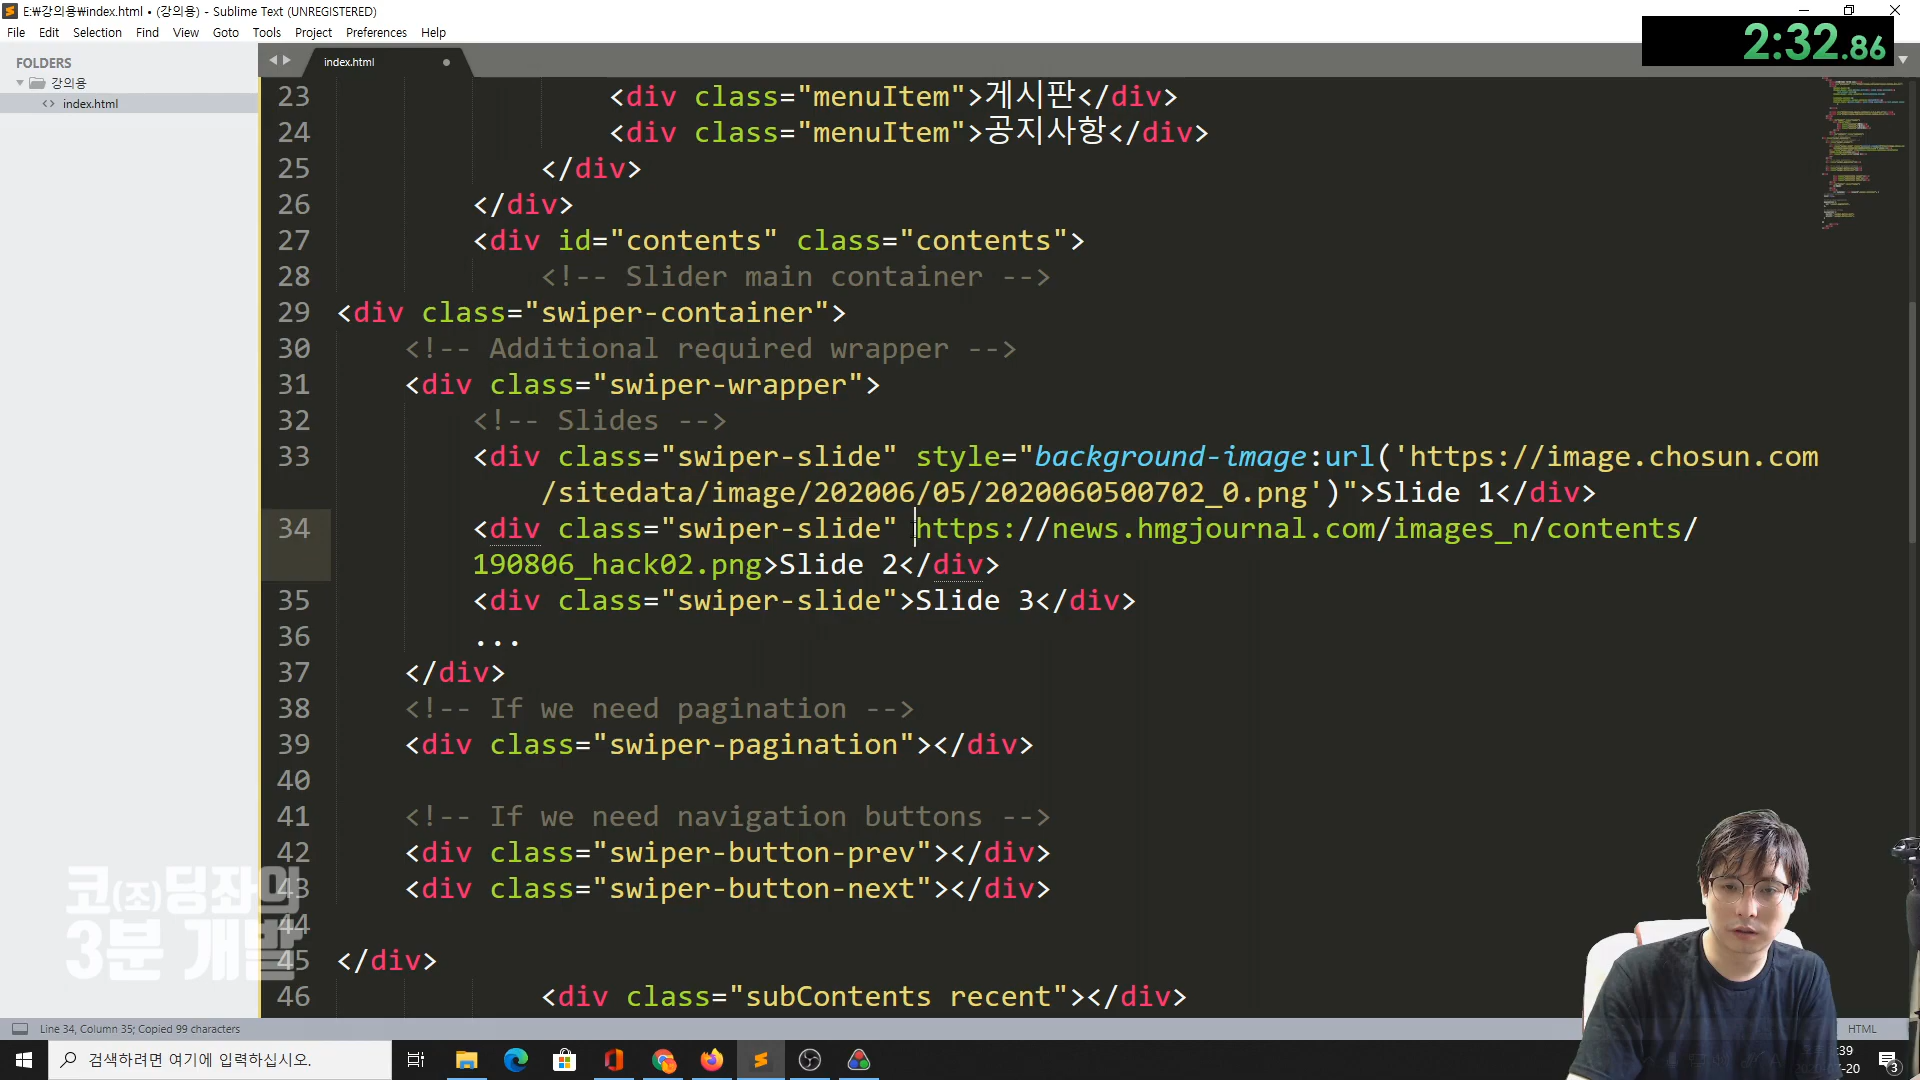 E:\강의용\index.html • (강의용) - Sublime Text (UNREGISTERED)
File Edit Selection Find View Goto Tools Project Preferences Help
2:32.86
FOLDERS
강의용
<> index.html
index.html
23 <div class="menuItem">게시판</div>
24 <div class="menuItem">공지사항</div>
25 </div>
26 </div>
27 <div id="contents" class="contents">
28 <!-- Slider main container -->
29 <div class="swiper-container">
30 <!-- Additional required wrapper -->
31 <div class="swiper-wrapper">
32 <!-- Slides -->
33 <div class="swiper-slide" style="background-image:url('https://image.chosun.com
/sitedata/image/202006/05/2020060500702_0.png')">Slide 1</div>
34 <div class="swiper-slide" https://news.hmgjournal.com/images_n/contents/
190806_hack02.png>Slide 2</div>
35 <div class="swiper-slide">Slide 3</div>
36 ...
37 </div>
38 <!-- If we need pagination -->
39 <div class="swiper-pagination"></div>
40
41 <!-- If we need navigation buttons -->
42 <div class="swiper-button-prev"></div>
43 <div class="swiper-button-next"></div>
44
45 </div>
46 <div class="subContents recent"></div>
코(조)딩좌의
3분 개발
Line 34, Column 35; Copied 99 characters
HTML
검색하려면 여기에 입력하십시오.
3